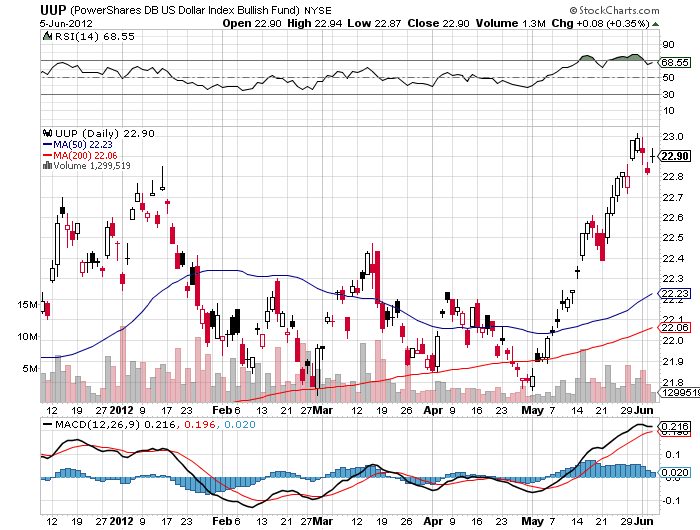 UUP (PowerShares DB US Dollar Index Bullish Fund) NYSE © StockCharts.com
5-Jun-2012 Open 22.90 High 22.94 Low 22.87 Close 22.90 Volume 1.3M Chg +0.08 (+0.35%)
RSI(14) 68.55
90
70
68.55
50
30
10
UUP (Daily) 22.90
MA(50) 22.23
MA(200) 22.06
Volume 1,299,519
23.0
22.90
22.8
22.7
22.6
22.5
22.4
22.3
22.23
22.1
22.06
22.0
21.9
21.8
1299519
15M
10M
5M
12 19 27 2012 9 17 23 Feb 6 13 21 27 Mar 12 19 26 Apr 9 16 23 May 7 14 21 29 Jun
MACD(12,26,9) 0.216, 0.196, 0.020
0.216
0.196
0.1
0.020
-0.1
12 19 27 2012 9 17 23 Feb 6 13 21 27 Mar 12 19 26 Apr 9 16 23 May 7 14 21 29 Jun